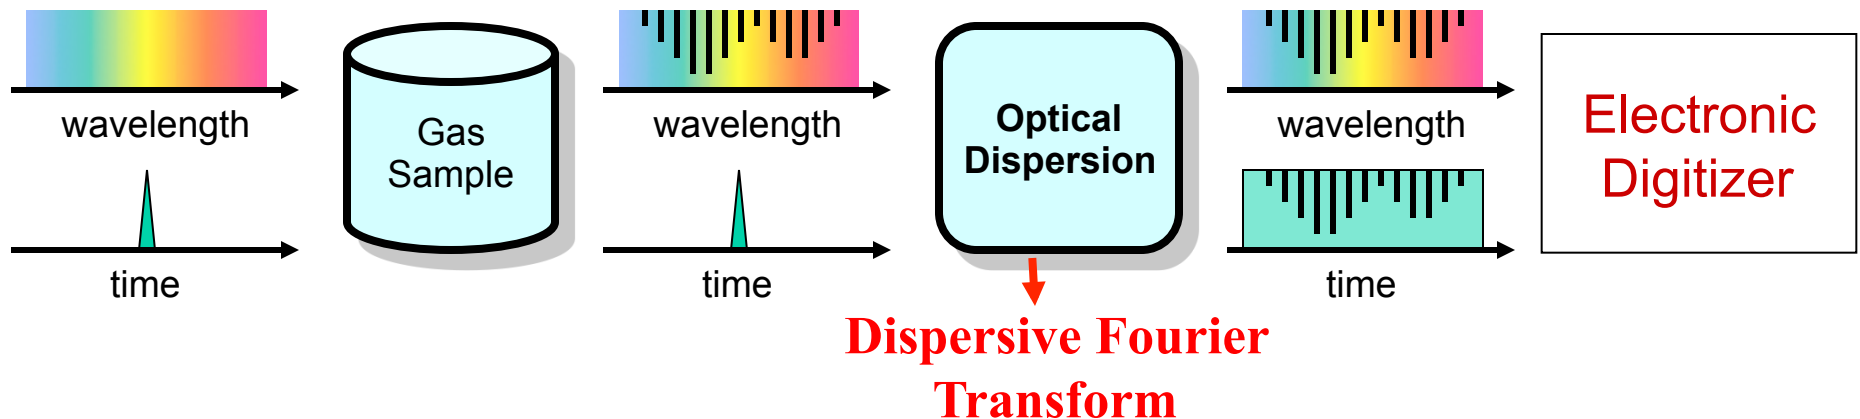 wavelength
time
Gas
Sample
wavelength
time
Optical
Dispersion
Dispersive Fourier
Transform
wavelength
time
Electronic
Digitizer